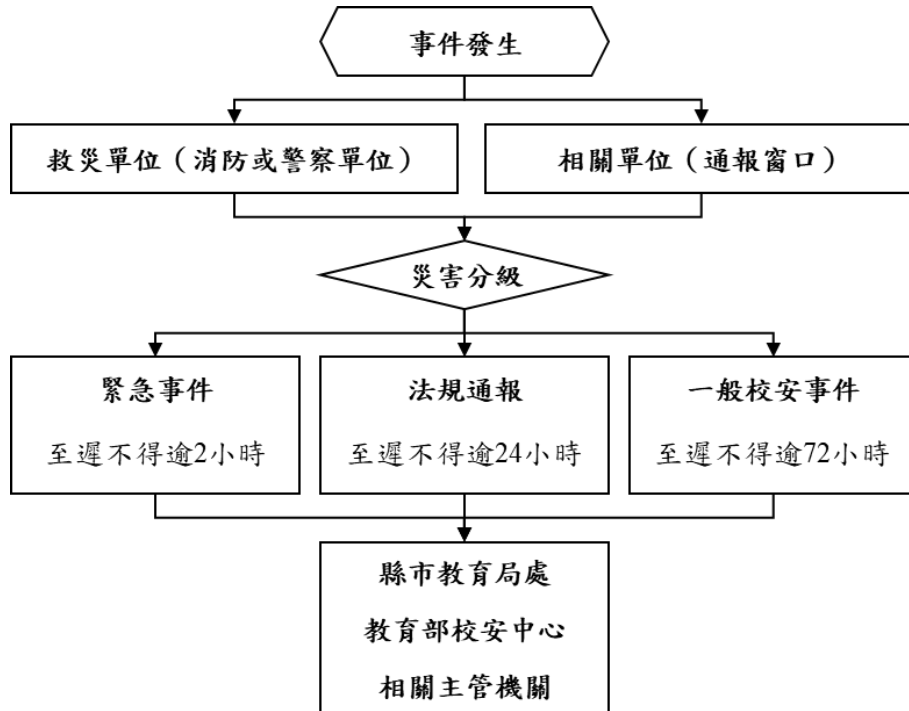 事件發生
救災單位（消防或警察單位）
相關單位（通報窗口）
災害分級
緊急事件
至遲不得逾2小時
法規通報
至遲不得逾24小時
一般校安事件
至遲不得逾72小時
縣市教育局處
教育部校安中心
相關主管機關